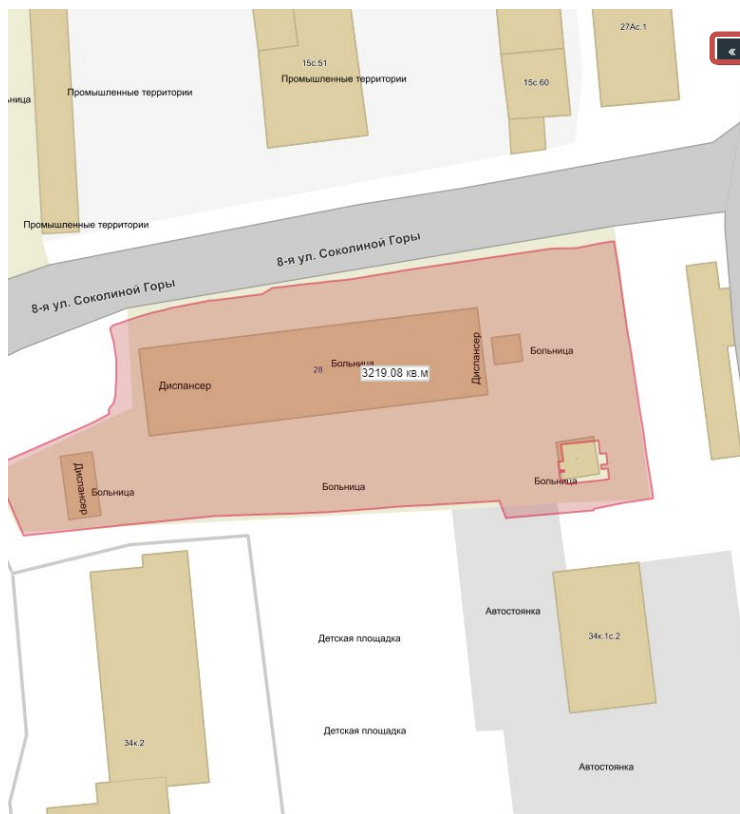 27Ас.1
«
15с.51
Промышленные территории
15с.60
Промышленные территории
Промышленные территории
8-я ул. Соколиной Горы
8-я ул. Соколиной Горы
Больница
28
3219.08 кв.м
Диспансер
Больница
Диспансер
Диспансер
Больница
Больница
Больница
Автостоянка
Детская площадка
34к.1с.2
Детская площадка
34к.2
Автостоянка